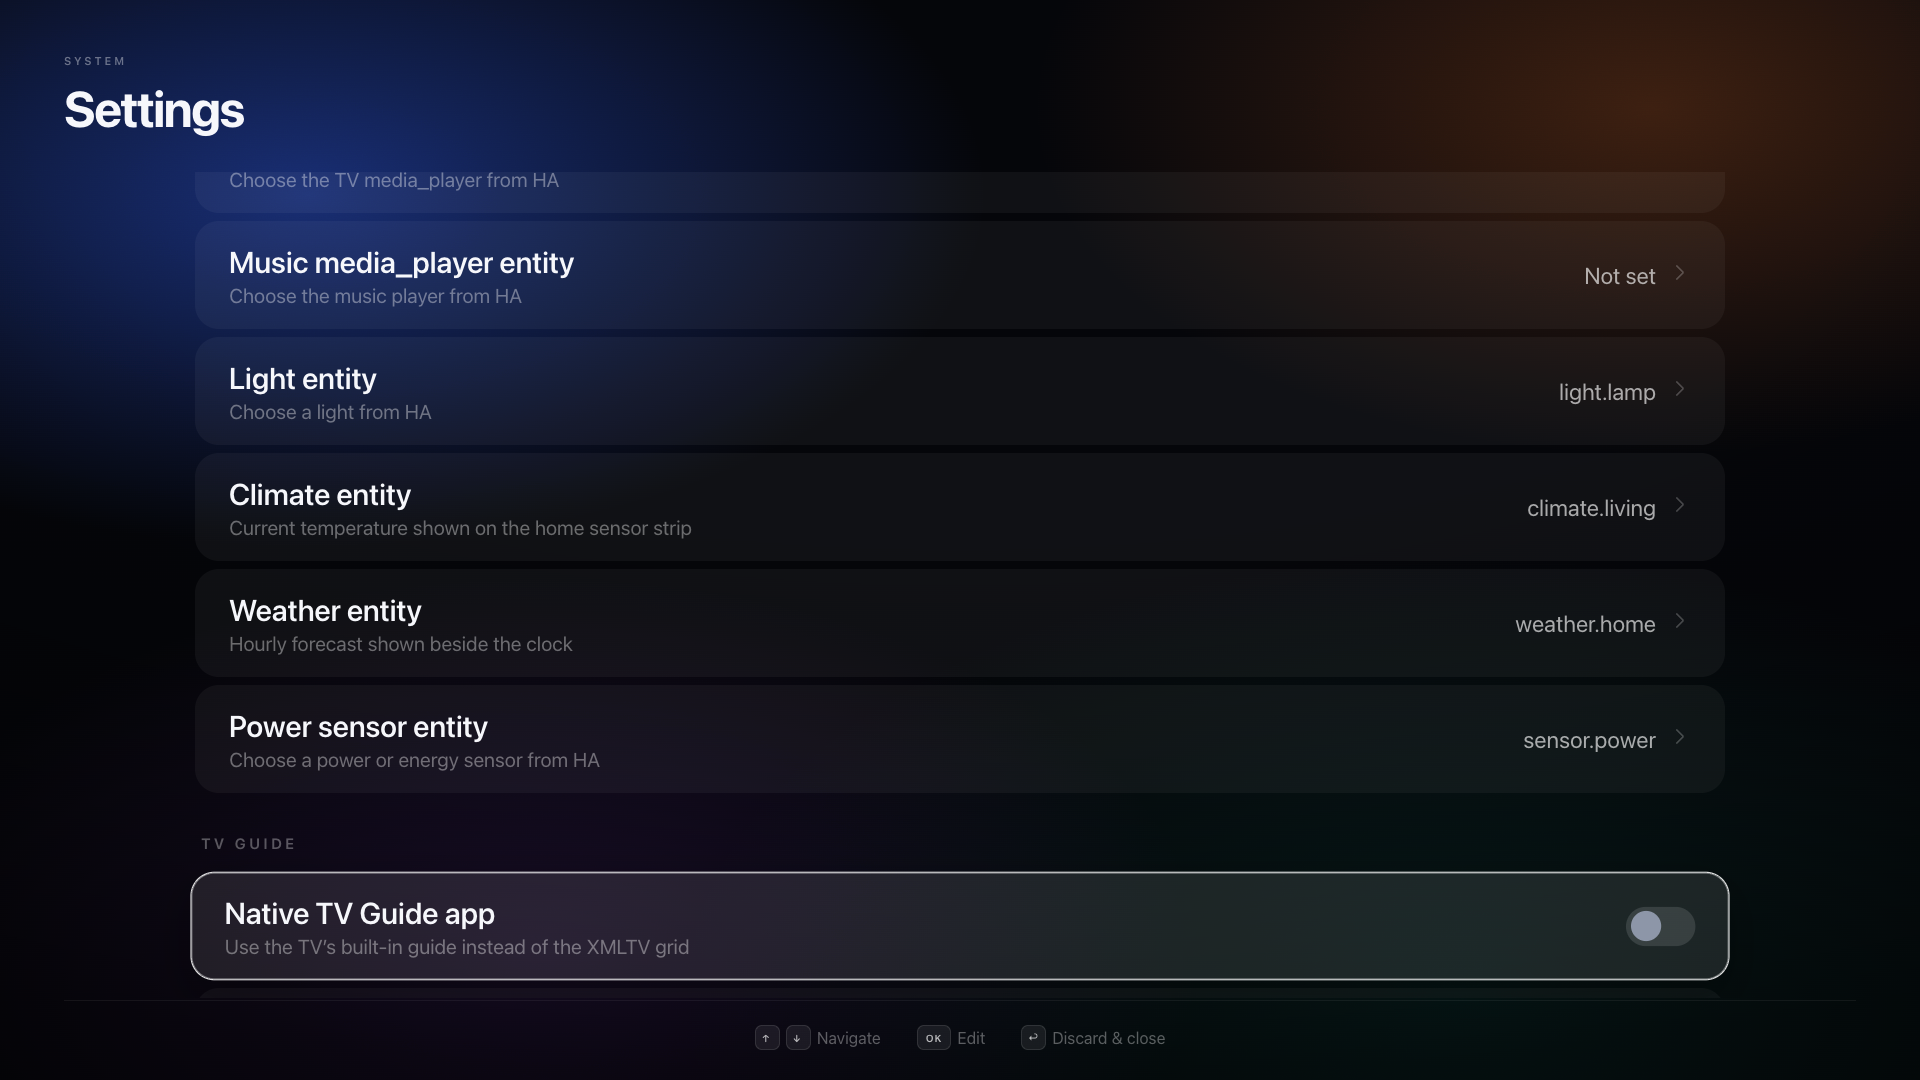 SYSTEM
Settings
Choose the TV media_player from HA
Music media_player entity
Choose the music player from HA
Not set
Light entity
Choose a light from HA
light.lamp
Climate entity
Current temperature shown on the home sensor strip
climate.living
Weather entity
Hourly forecast shown beside the clock
weather.home
Power sensor entity
Choose a power or energy sensor from HA
sensor.power
TV GUIDE
Native TV Guide app
Use the TV’s built-in guide instead of the XMLTV grid
↑ ↓ Navigate OK Edit ↩ Discard & close